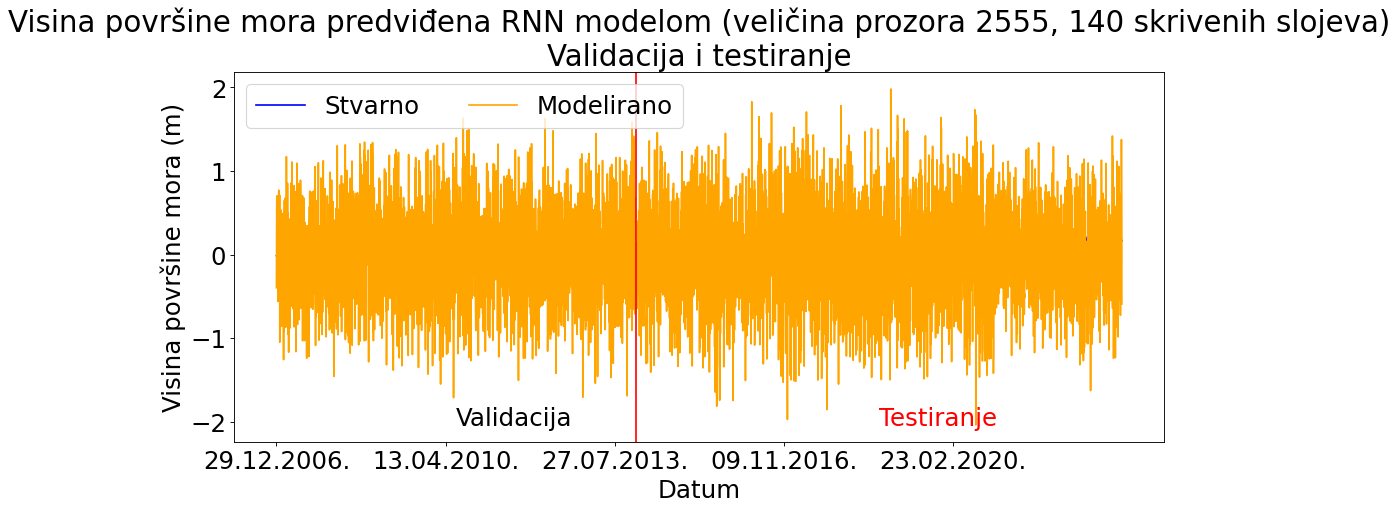 Visina površine mora predviđena RNN modelom (veličina prozora 2555, 140 skrivenih slojeva)
Validacija i testiranje
Stvarno
Modelirano
Visina površine mora (m)
2
1
0
−1
−2
Validacija
Testiranje
29.12.2006.
13.04.2010.
27.07.2013.
09.11.2016.
23.02.2020.
Datum